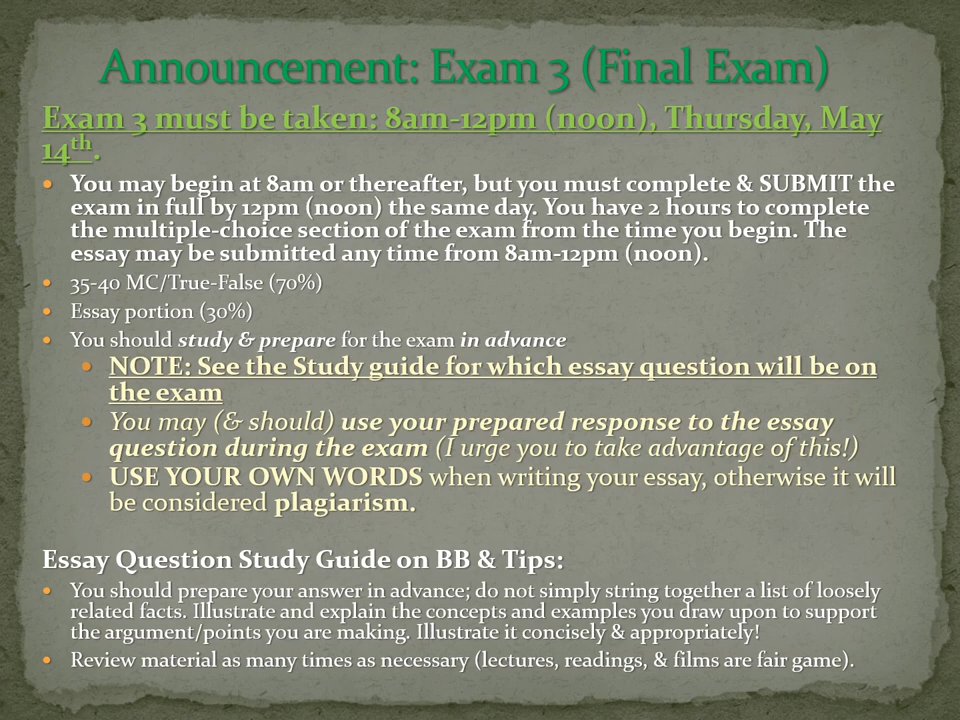 Announcement: Exam 3 (Final Exam)
Exam 3 must be taken: 8am-12pm (noon), Thursday, May
14th.
• You may begin at 8am or thereafter, but you must complete & SUBMIT the
exam in full by 12pm (noon) the same day. You have 2 hours to complete
the multiple-choice section of the exam from the time you begin. The
essay may be submitted any time from 8am-12pm (noon).
• 35-40 MC/True-False (70%)
• Essay portion (30%)
• You should study & prepare for the exam in advance
• NOTE: See the Study guide for which essay question will be on
the exam
• You may (& should) use your prepared response to the essay
question during the exam (I urge you to take advantage of this!)
• USE YOUR OWN WORDS when writing your essay, otherwise it will
be considered plagiarism.
Essay Question Study Guide on BB & Tips:
• You should prepare your answer in advance; do not simply string together a list of loosely
related facts. Illustrate and explain the concepts and examples you draw upon to support
the argument/points you are making. Illustrate it concisely & appropriately!
• Review material as many times as necessary (lectures, readings, & films are fair game).